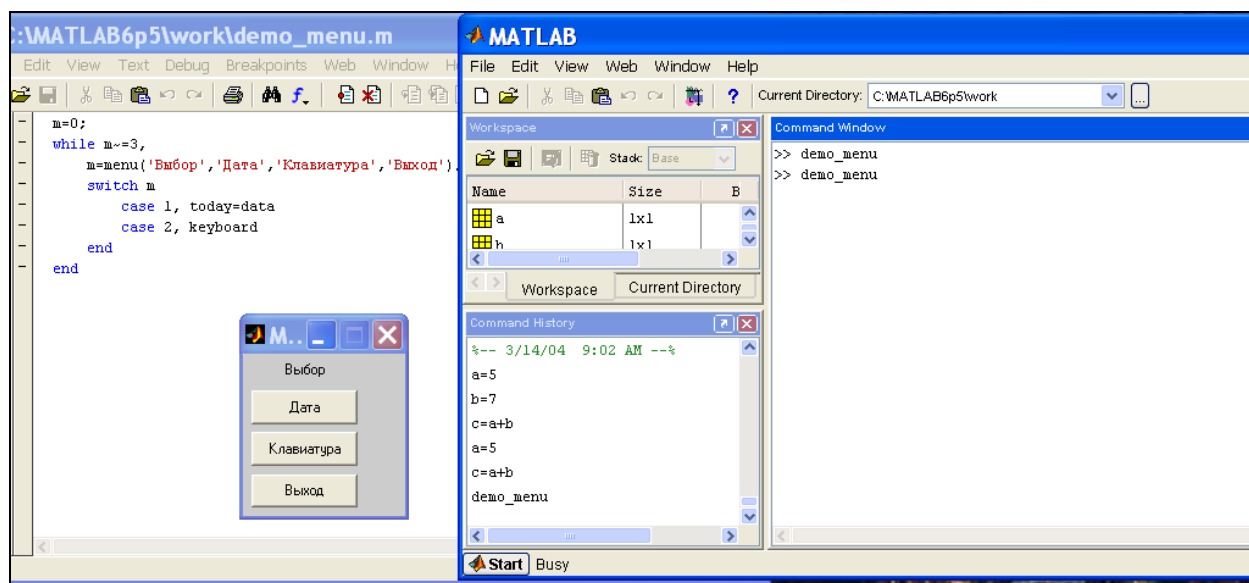 :\MATLAB6p5\work\demo_menu.m
Edit View Text Debug Breakpoints Web Window
m=0;
while m~=3,
m=menu('Выбор','Дата','Клавиатура','Выход')
switch m
case 1, today=data
case 2, keyboard
end
end
M..
Выбор
Дата
Клавиатура
Выход
MATLAB
File Edit View Web Window Help
? Current Directory: C:\MATLAB6p5\work ...
Workspace
Stack: Base
Name Size B
a 1x1
b 1x1
Workspace Current Directory
Command History
%-- 3/14/04 9:02 AM --%
a=5
b=7
c=a+b
a=5
c=a+b
demo_menu
Start Busy
Command Window
>> demo_menu
>> demo_menu